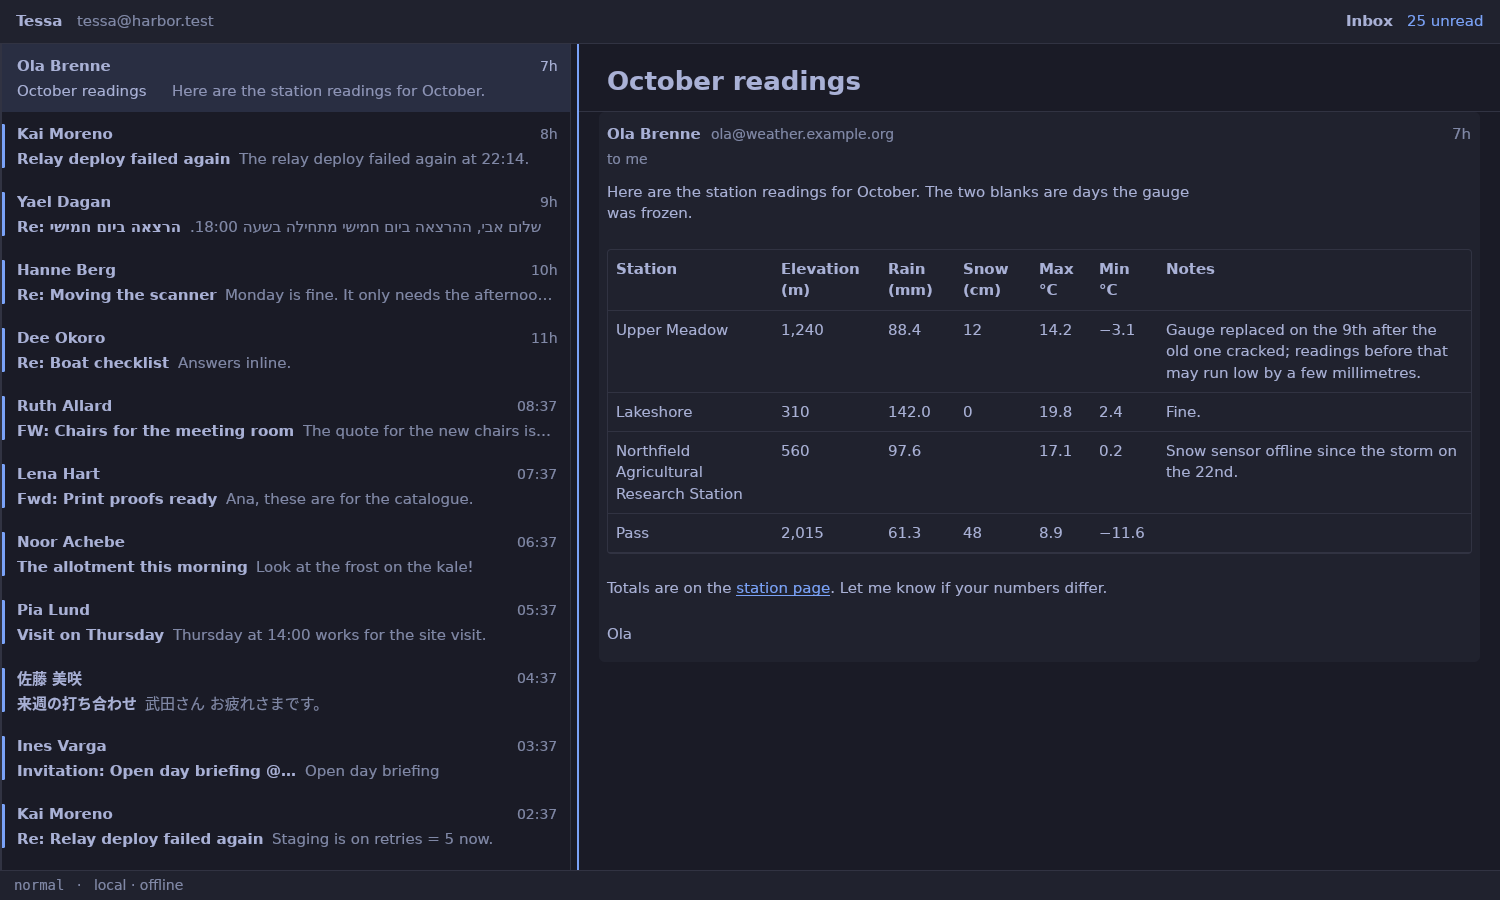 Tessa tessa@harbor.test
Inbox 25 unread
Ola Brenne 7h
October readings Here are the station readings for October.
Kai Moreno 8h
Relay deploy failed again The relay deploy failed again at 22:14.
Yael Dagan 9h
Re: הרצאה ביום חמישי שלום אבי, ההרצאה ביום חמישי מתחילה בשעה 18:00.
Hanne Berg 10h
Re: Moving the scanner Monday is fine. It only needs the afternoo…
Dee Okoro 11h
Re: Boat checklist Answers inline.
Ruth Allard 08:37
FW: Chairs for the meeting room The quote for the new chairs is…
Lena Hart 07:37
Fwd: Print proofs ready Ana, these are for the catalogue.
Noor Achebe 06:37
The allotment this morning Look at the frost on the kale!
Pia Lund 05:37
Visit on Thursday Thursday at 14:00 works for the site visit.
佐藤 美咲 04:37
来週の打ち合わせ 武田さん お疲れさまです。
Ines Varga 03:37
Invitation: Open day briefing @… Open day briefing
Kai Moreno 02:37
Re: Relay deploy failed again Staging is on retries = 5 now.
October readings
Ola Brenne ola@weather.example.org 7h
to me
Here are the station readings for October. The two blanks are days the gauge
was frozen.
Station Elevation (m) Rain (mm) Snow (cm) Max °C Min °C Notes
Upper Meadow 1,240 88.4 12 14.2 −3.1 Gauge replaced on the 9th after the
old one cracked; readings before that
may run low by a few millimetres.
Lakeshore 310 142.0 0 19.8 2.4 Fine.
Northfield Agricultural Research Station 560 97.6 17.1 0.2 Snow sensor offline since the storm on
the 22nd.
Pass 2,015 61.3 48 8.9 −11.6
Totals are on the station page. Let me know if your numbers differ.
Ola
normal · local · offline